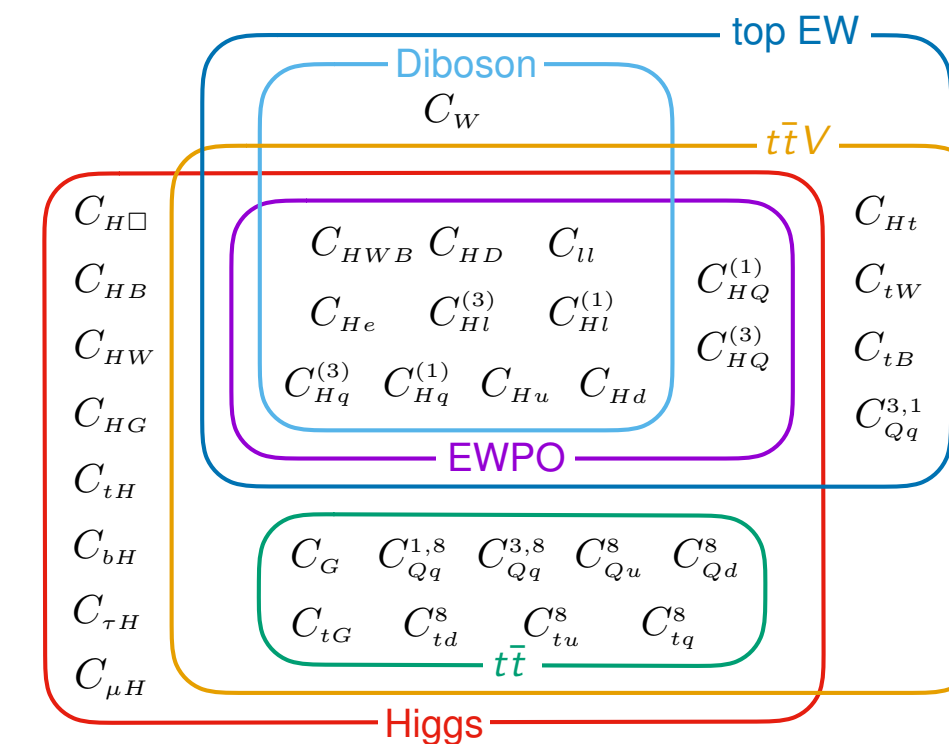 top EW
Diboson
C_W
tt̄V
C_{H□} C_{Ht}
C_{HWB} C_{HD} C_{ll}
C_{HQ}^{(1)}
C_{HB} C_{tW}
C_{He} C_{Hl}^{(3)} C_{Hl}^{(1)}
C_{HW} C_{HQ}^{(3)} C_{tB}
C_{Hq}^{(3)} C_{Hq}^{(1)} C_{Hu} C_{Hd}
C_{HG} C_{Qq}^{3,1}
EWPO
C_{tH}
C_{bH} C_G C_{Qq}^{1,8} C_{Qq}^{3,8} C_{Qu}^{8} C_{Qd}^{8}
C_{τH} C_{tG} C_{td}^{8} C_{tu}^{8} C_{tq}^{8}
tt̄
C_{μH}
Higgs